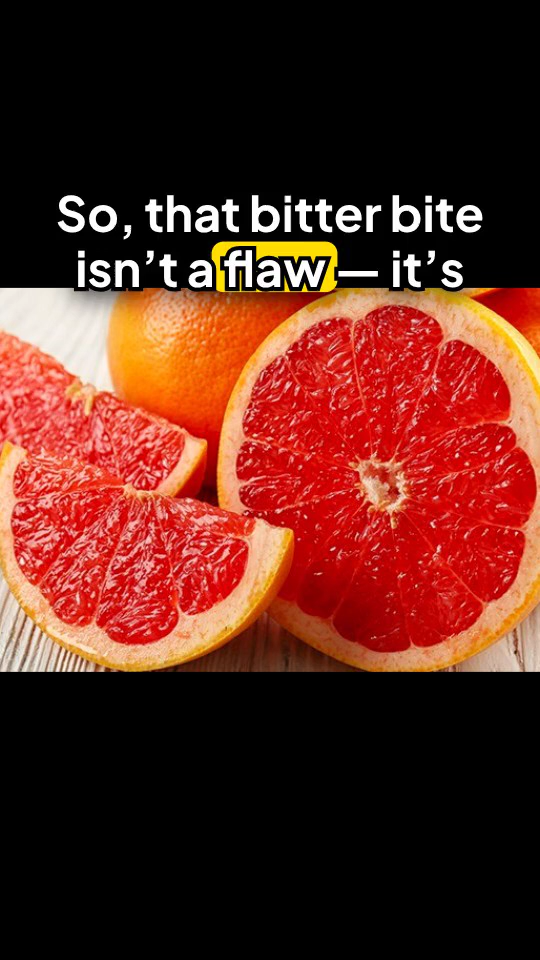 So, that bitter bite
isn’t a flaw — it’s